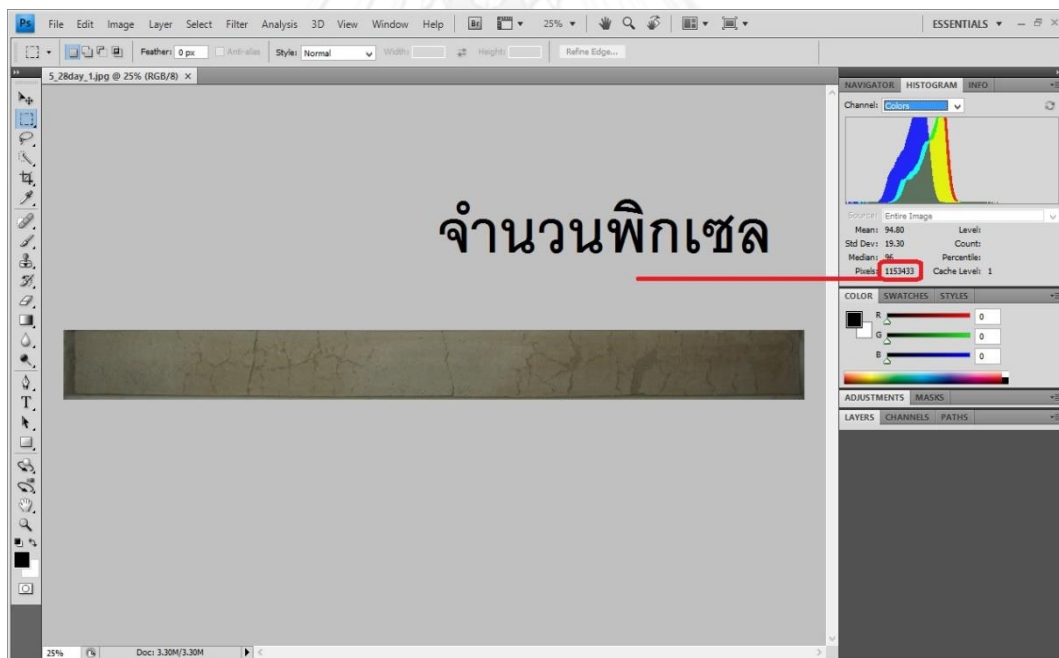 Ps File Edit Image Layer Select Filter Analysis 3D View Window Help Br 25% ESSENTIALS
Feather: 0 px Anti-alias Style: Normal Width: Height: Refine Edge...
5_28day_1.jpg @ 25% (RGB/8) ×
NAVIGATOR HISTOGRAM INFO
Channel: Colors
จำนวนพิกเซล
Source: Entire Image
Mean: 94.80 Level:
Std Dev: 19.30 Count:
Median: 96 Percentile:
Pixels: 1153433 Cache Level: 1
COLOR SWATCHES STYLES
R 0
G 0
B 0
ADJUSTMENTS MASKS
LAYERS CHANNELS PATHS
25% Doc: 3.30M/3.30M